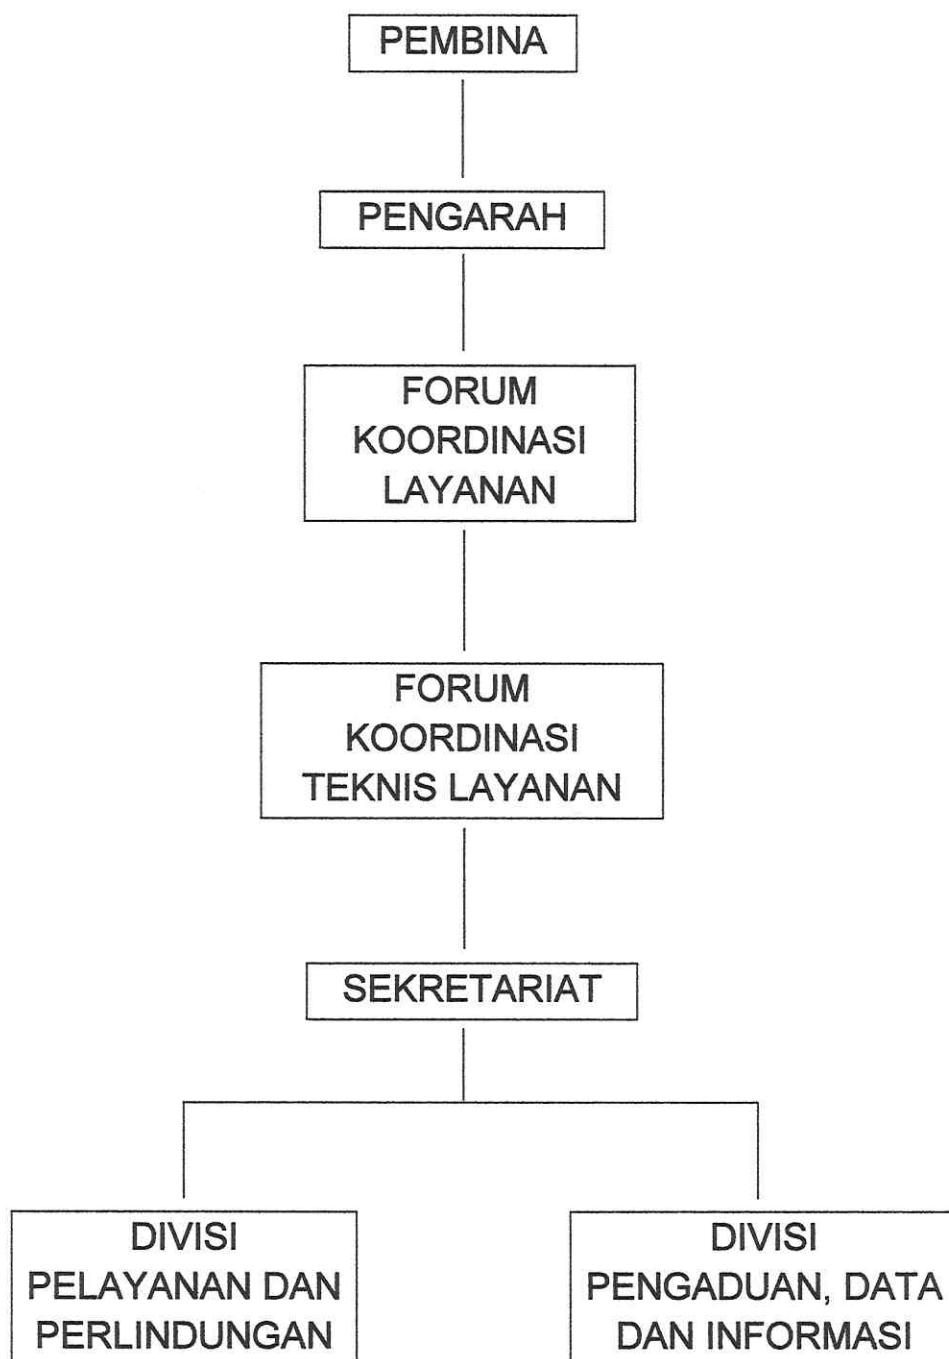 PEMBINA
PENGARAH
FORUM
KOORDINASI
LAYANAN
FORUM
KOORDINASI
TEKNIS LAYANAN
SEKRETARIAT
DIVISI
PELAYANAN DAN
PERLINDUNGAN
DIVISI
PENGADUAN, DATA
DAN INFORMASI